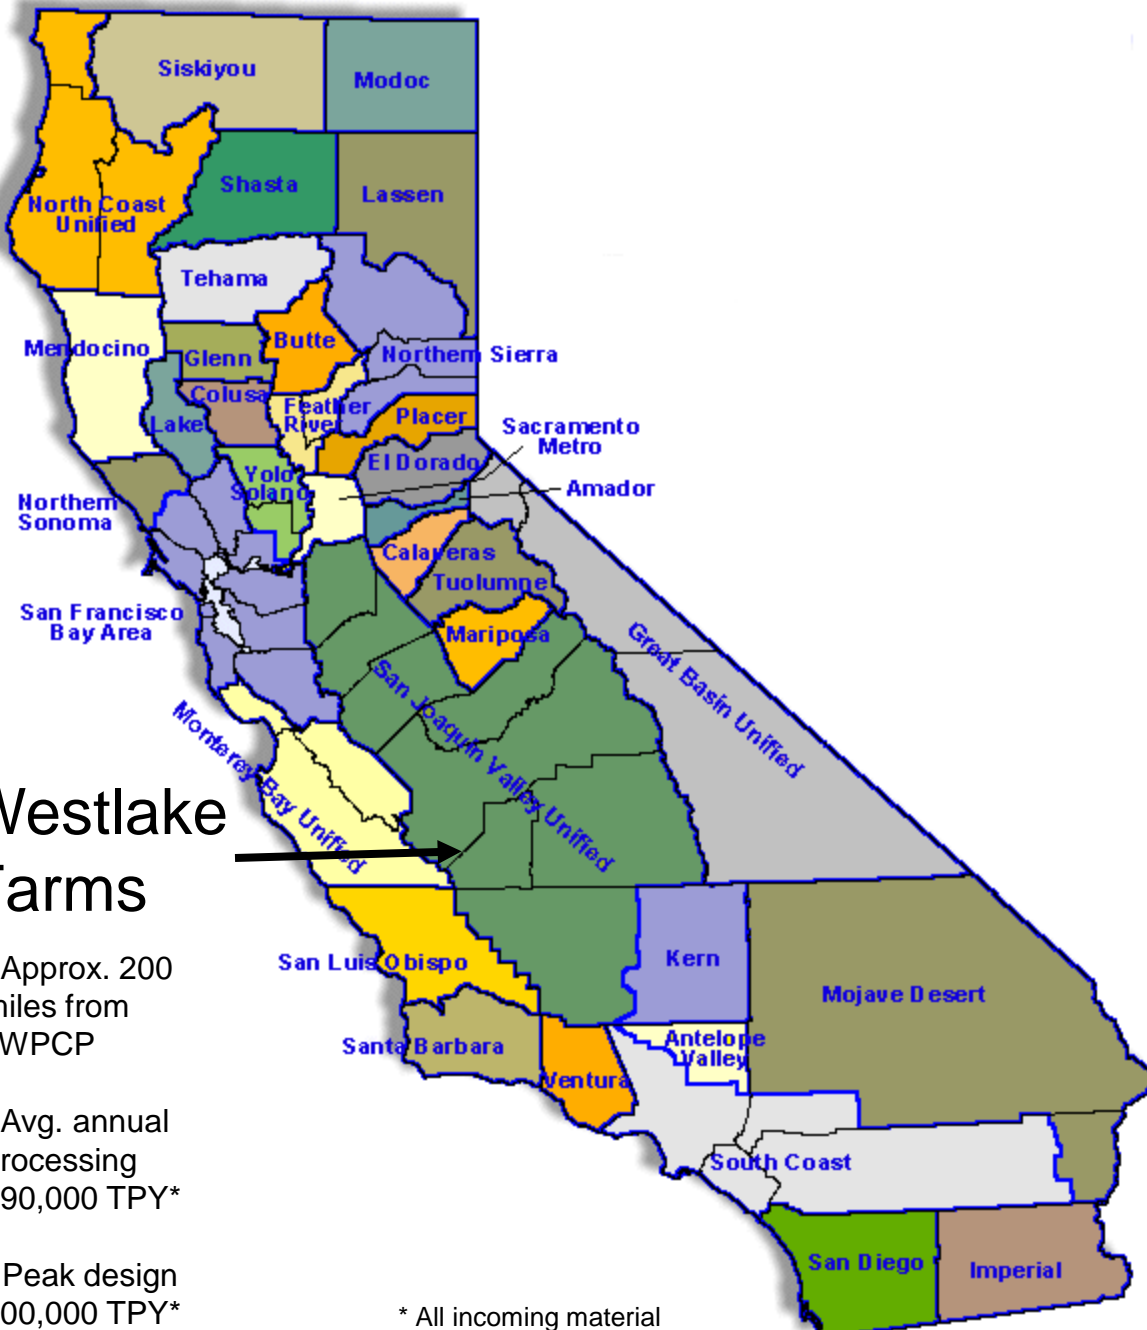 Siskiyou
Modoc
Shasta
Lassen
North Coast
Unified
Tehama
Mendocino
Glenn
Butte
Northern Sierra
Colusa
Feather
River
Lake
Placer
Sacramento
Metro
El Dorado
Yolo
Solano
Amador
Northern
Sonoma
Calaveras
Tuolumne
San Francisco
Bay Area
Mariposa
Great Basin Unified
San Joaquin Valley Unified
Monterey Bay Unified
Westlake
Farms
Approx. 200
miles from
WPCP
San Luis Obispo
Kern
Mojave Desert
Santa Barbara
Antelope
Valley
Ventura
Avg. annual
rocessing
90,000 TPY*
South Coast
Peak design
00,000 TPY*
San Diego
Imperial
* All incoming material